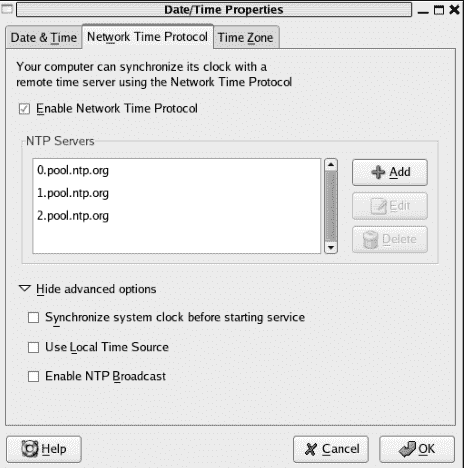 Date/Time Properties
Date & Time
Network Time Protocol
Time Zone
Your computer can synchronize its clock with a
remote time server using the Network Time Protocol
Enable Network Time Protocol
NTP Servers
0.pool.ntp.org
1.pool.ntp.org
2.pool.ntp.org
Add
Edit
Delete
Hide advanced options
Synchronize system clock before starting service
Use Local Time Source
Enable NTP Broadcast
Help
Cancel
OK